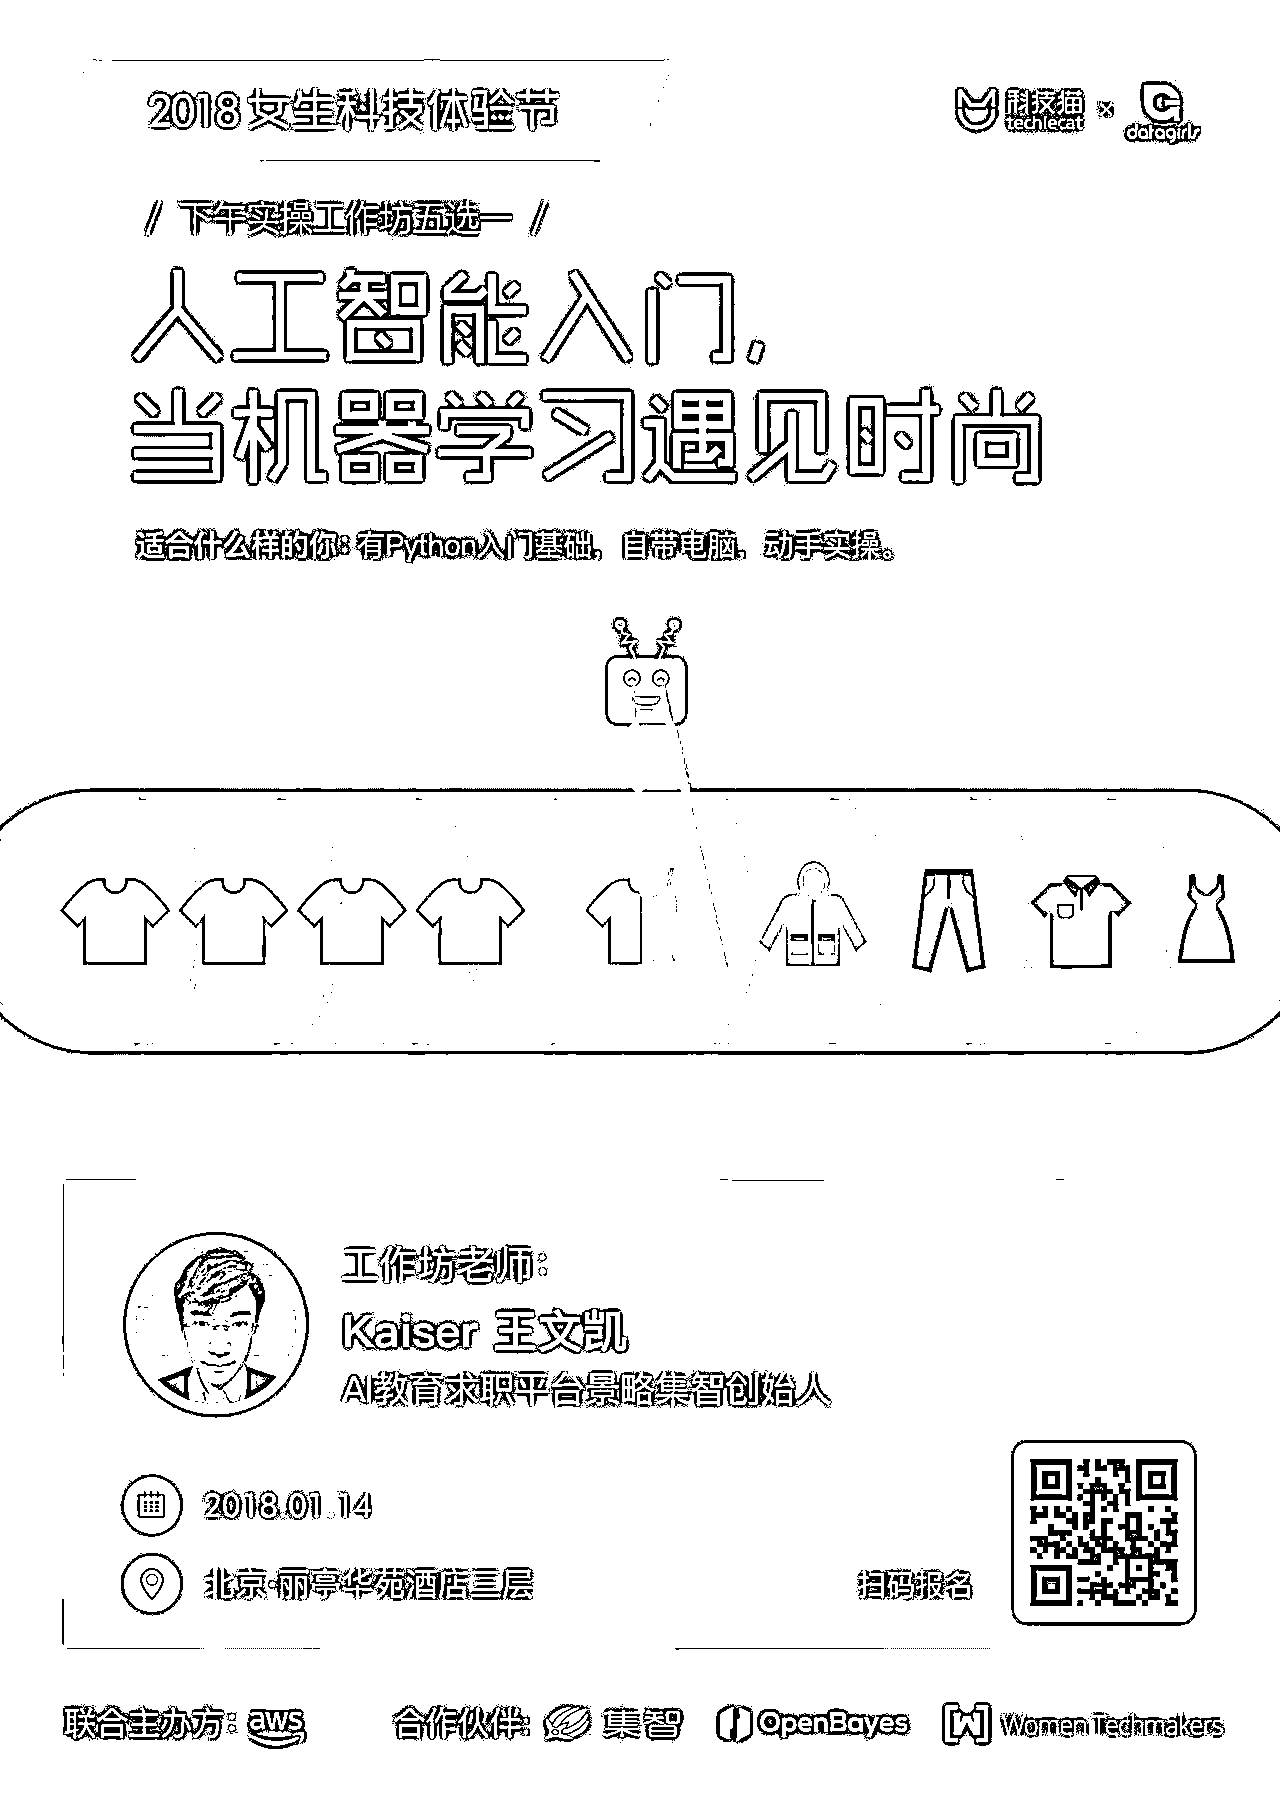 2018 女生科技体验节
科技猫 techiecat × datagirls
// 下午实操工作坊五选一 //
人工智能入门，
当机器学习遇见时尚
适合什么样的你：有Python入门基础，自带电脑，动手实操。
工作坊老师：
Kaiser 王文凯
AI教育求职平台景略集智创始人
2018.01.14
北京·丽亭华苑酒店三层
扫码报名
联合主办方：aws 合作伙伴：集智 OpenBayes Women Techmakers